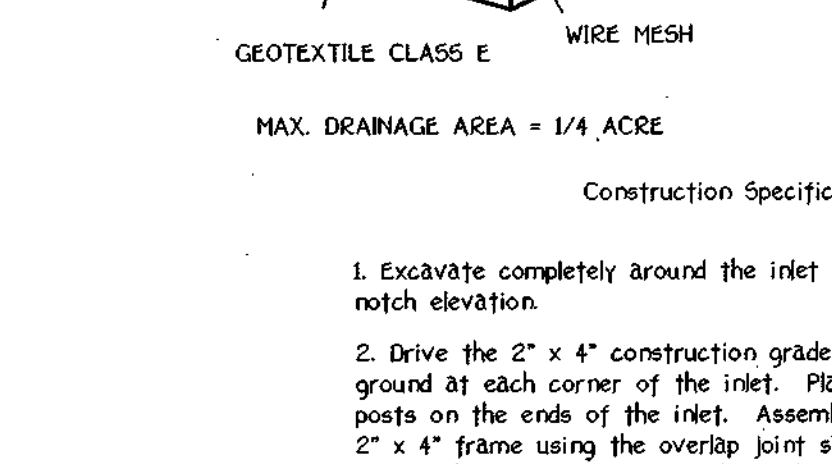 WIRE MESH
GEOTEXTILE CLASS E
MAX. DRAINAGE AREA = 1/4 ACRE
Construction
1. Excavate completely around the inlet
notch elevation.
2. Drive the 2" x 4" construction grade
ground at each corner of the inlet.
posts on the ends of the inlet.
2" x 4" frame using the overlap joint